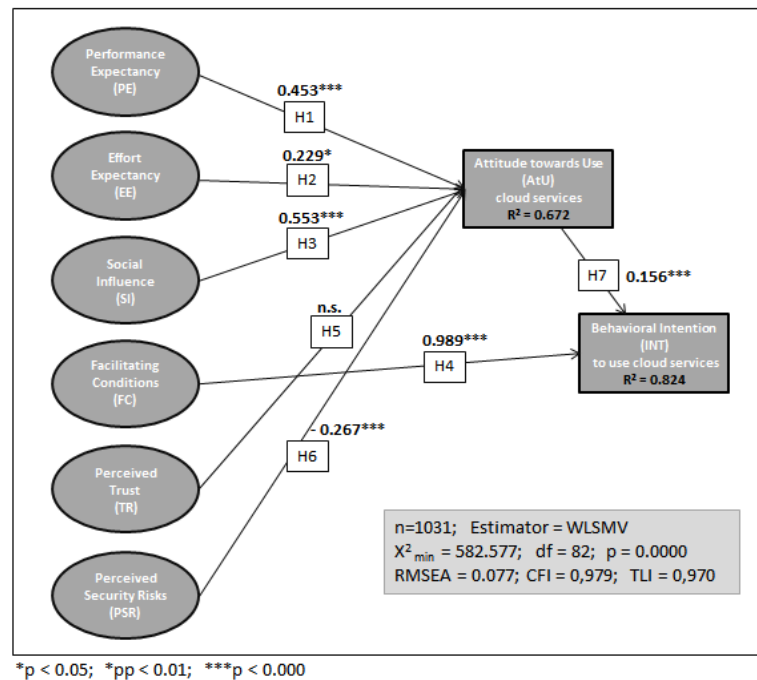 Performance
Expectancy
(PE)
0.453***
H1
Effort
Expectancy
(EE)
0.229*
H2
Attitude towards Use
(AtU)
cloud services
R² = 0.672
0.553***
H3
Social
Influence
(SI)
H7
0.156***
n.s.
H5
Facilitating
Conditions
(FC)
0.989***
H4
Behavioral Intention
(INT)
to use cloud services
R² = 0.824
- 0.267***
H6
Perceived
Trust
(TR)
Perceived
Security Risks
(PSR)
n=1031; Estimator = WLSMV
X² min = 582.577; df = 82; p = 0.0000
RMSEA = 0.077; CFI = 0,979; TLI = 0,970
*p < 0.05; *pp < 0.01; ***p < 0.000